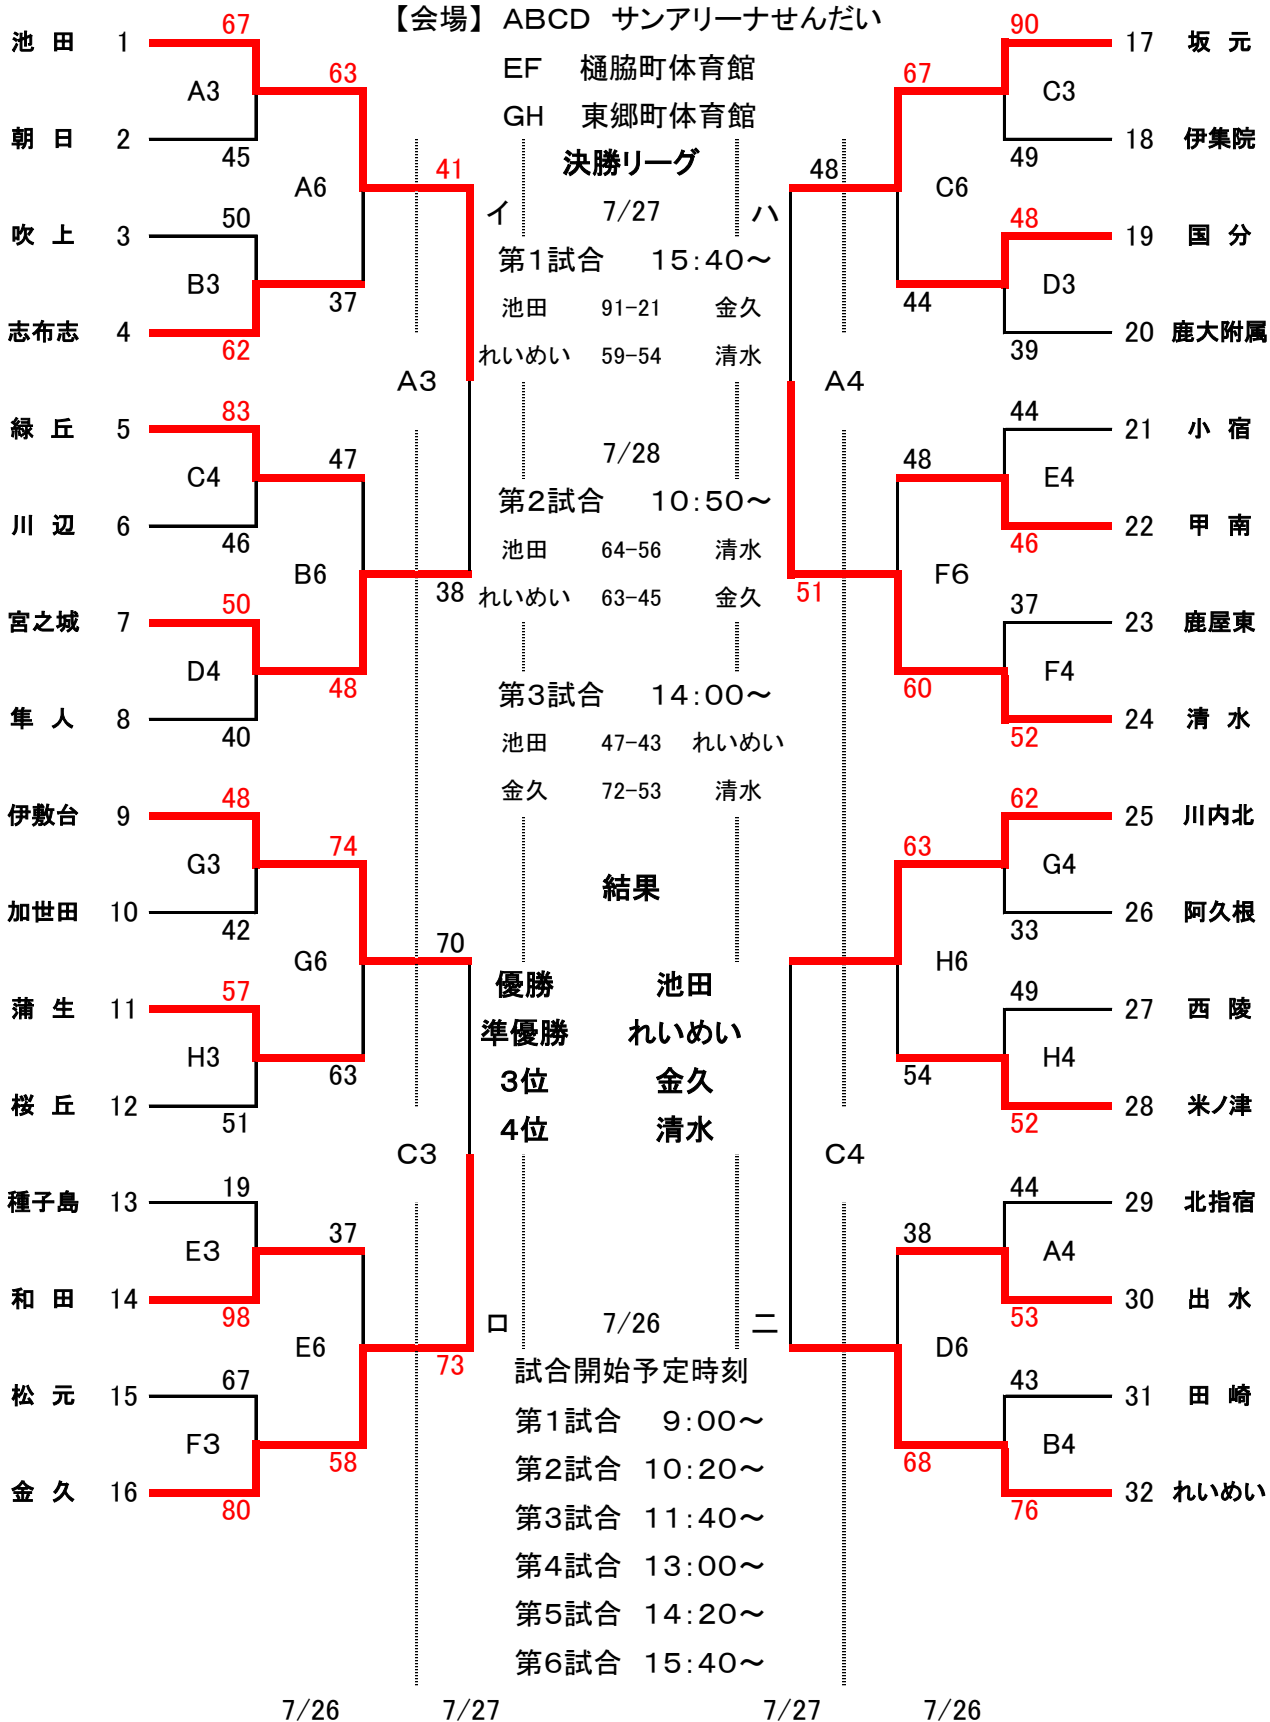 【会場】 ABCD サンアリーナせんだい
EF 樋脇町体育館
GH 東郷町体育館
決勝リーグ
イ 7/27 ハ
第1試合 15:40～
池田 91-21 金久
れいめい 59-54 清水
7/28
第2試合 10:50～
池田 64-56 清水
れいめい 63-45 金久
第3試合 14:00～
池田 47-43 れいめい
金久 72-53 清水
結果
優勝 池田
準優勝 れいめい
3位 金久
4位 清水
ロ 7/26 ニ
試合開始予定時刻
第1試合 9:00～
第2試合 10:20～
第3試合 11:40～
第4試合 13:00～
第5試合 14:20～
第6試合 15:40～
池田 1 67
A3 63
朝日 2 45
A6 41
吹上 3 50
B3 37
志布志 4 62
A3
緑丘 5 83
C4 47
川辺 6 46
B6 38
宮之城 7 50
D4 48
隼人 8 40
伊敷台 9 48
G3 74
加世田 10 42
G6 70
蒲生 11 57
H3 63
桜丘 12 51
C3
種子島 13 19
E3 37
和田 14 98
E6 73
松元 15 67
F3 58
金久 16 80
90 17 坂元
67 C3
49 18 伊集院
48 C6
48 19 国分
44 D3
39 20 鹿大附属
A4
44 21 小宿
48 E4
46 22 甲南
51 F6
37 23 鹿屋東
60 F4
52 24 清水
62 25 川内北
63 G4
33 26 阿久根
H6
49 27 西陵
54 H4
52 28 米ノ津
C4
44 29 北指宿
38 A4
53 30 出水
D6
43 31 田崎
68 B4
76 32 れいめい
7/26 7/27 7/27 7/26